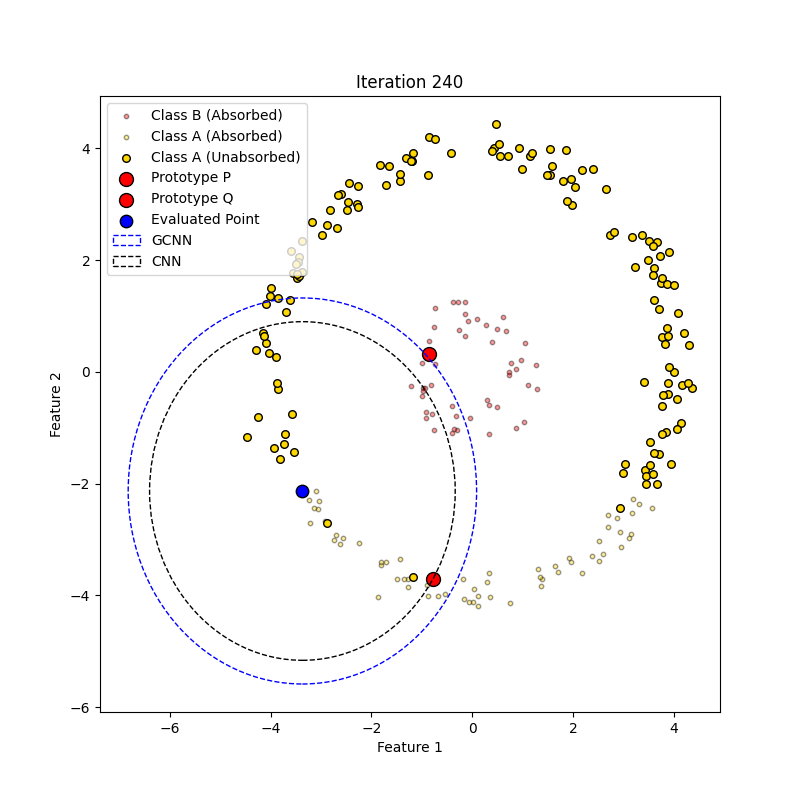 Iteration 240
Class B (Absorbed)
Class A (Absorbed)
Class A (Unabsorbed)
Prototype P
Prototype Q
Evaluated Point
GCNN
CNN
4
2
0
−2
−4
−6
Feature 2
−6 −4 −2 0 2 4
Feature 1